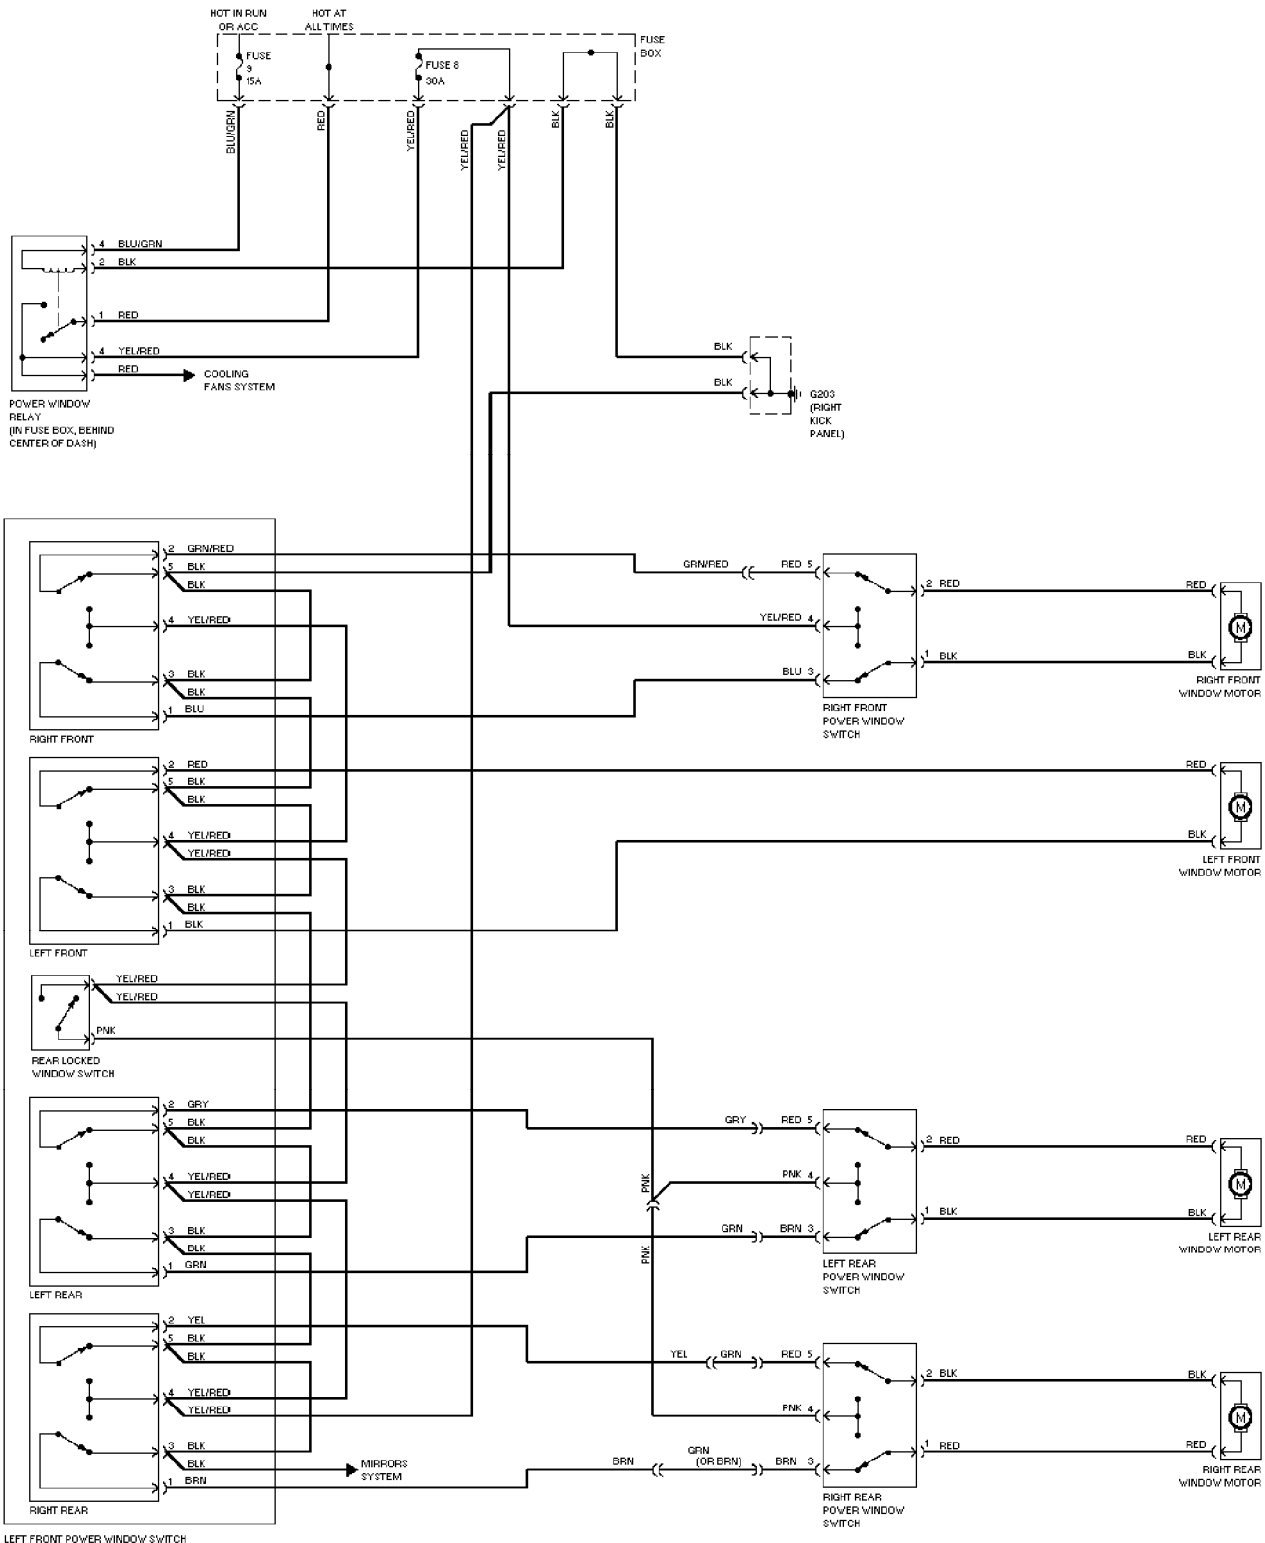 HOT IN RUN
OR ACC
HOT AT
ALL TIMES
FUSE
9
15A
FUSE 8
30A
FUSE
BOX
BLU/GRN
RED
YEL/RED
YEL/RED
YEL/RED
BLK
BLK
4 BLU/GRN
2 BLK
1 RED
4 YEL/RED
RED
COOLING
FANS SYSTEM
POWER WINDOW
RELAY
(IN FUSE BOX, BEHIND
CENTER OF DASH)
BLK
BLK
G203
(RIGHT
KICK
PANEL)
2 GRN/RED
5 BLK
BLK
4 YEL/RED
3 BLK
BLK
1 BLU
RIGHT FRONT
GRN/RED
RED 5
YEL/RED 4
BLU 3
2 RED
1 BLK
RIGHT FRONT
POWER WINDOW
SWITCH
RED
BLK
RIGHT FRONT
WINDOW MOTOR
M
2 RED
5 BLK
BLK
4 YEL/RED
YEL/RED
3 BLK
BLK
1 BLK
LEFT FRONT
RED
BLK
LEFT FRONT
WINDOW MOTOR
M
YEL/RED
YEL/RED
PNK
REAR LOCKED
WINDOW SWITCH
2 GRY
5 BLK
BLK
4 YEL/RED
YEL/RED
3 BLK
BLK
1 GRN
LEFT REAR
GRY
RED 5
PNK
PNK 4
GRN
BRN 3
PNK
2 RED
1 BLK
LEFT REAR
POWER WINDOW
SWITCH
RED
BLK
LEFT REAR
WINDOW MOTOR
M
2 YEL
5 BLK
BLK
4 YEL/RED
YEL/RED
3 BLK
BLK
1 BRN
MIRRORS
SYSTEM
RIGHT REAR
YEL
GRN
RED 5
PNK 4
BRN
GRN
(OR BRN)
BRN 3
2 BLK
1 RED
RIGHT REAR
POWER WINDOW
SWITCH
BLK
RED
RIGHT REAR
WINDOW MOTOR
M
LEFT FRONT POWER WINDOW SWITCH